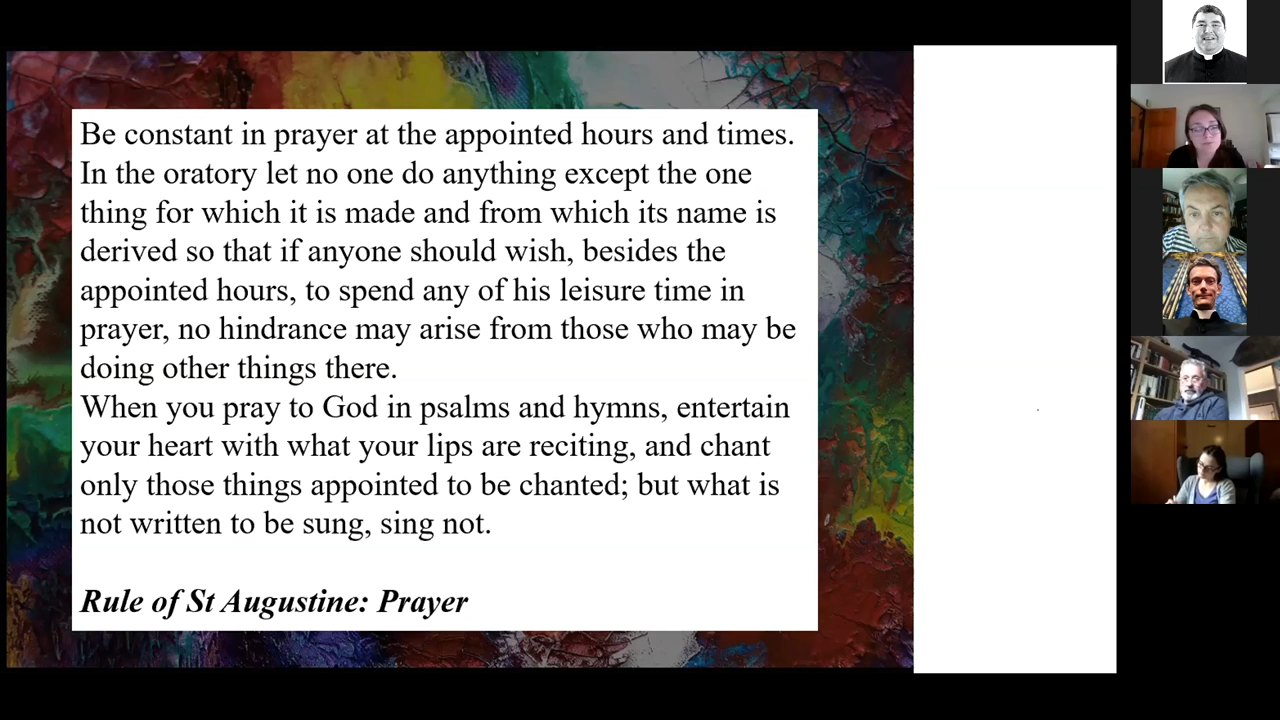 Be constant in prayer at the appointed hours and times.
In the oratory let no one do anything except the one
thing for which it is made and from which its name is
derived so that if anyone should wish, besides the
appointed hours, to spend any of his leisure time in
prayer, no hindrance may arise from those who may be
doing other things there.
When you pray to God in psalms and hymns, entertain
your heart with what your lips are reciting, and chant
only those things appointed to be chanted; but what is
not written to be sung, sing not.
Rule of St Augustine: Prayer